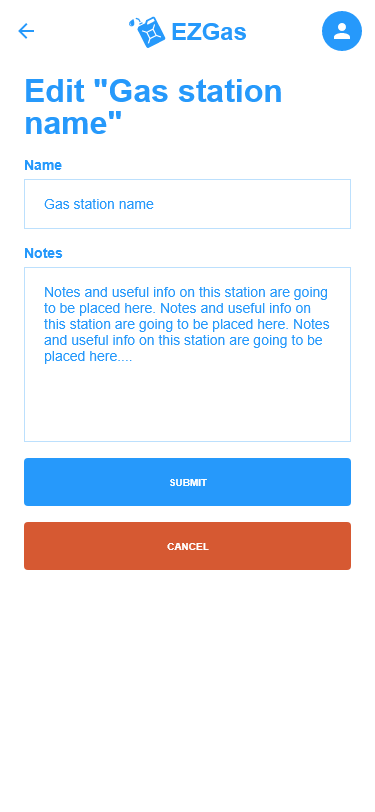 EZGas
Edit "Gas station
name"
Name
Gas station name
Notes
Notes and useful info on this station are going
to be placed here. Notes and useful info on
this station are going to be placed here. Notes
and useful info on this station are going to be
placed here....
SUBMIT
CANCEL